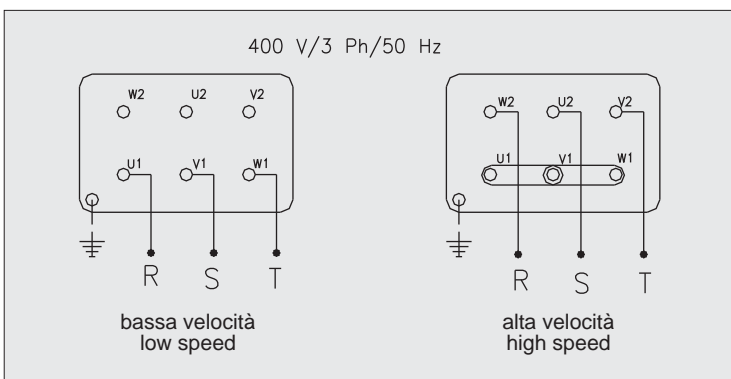 400 V/3 Ph/50 Hz
W2 U2 V2
U1 V1 W1
R S T
bassa velocità
low speed
W2 U2 V2
U1 V1 W1
R S T
alta velocità
high speed